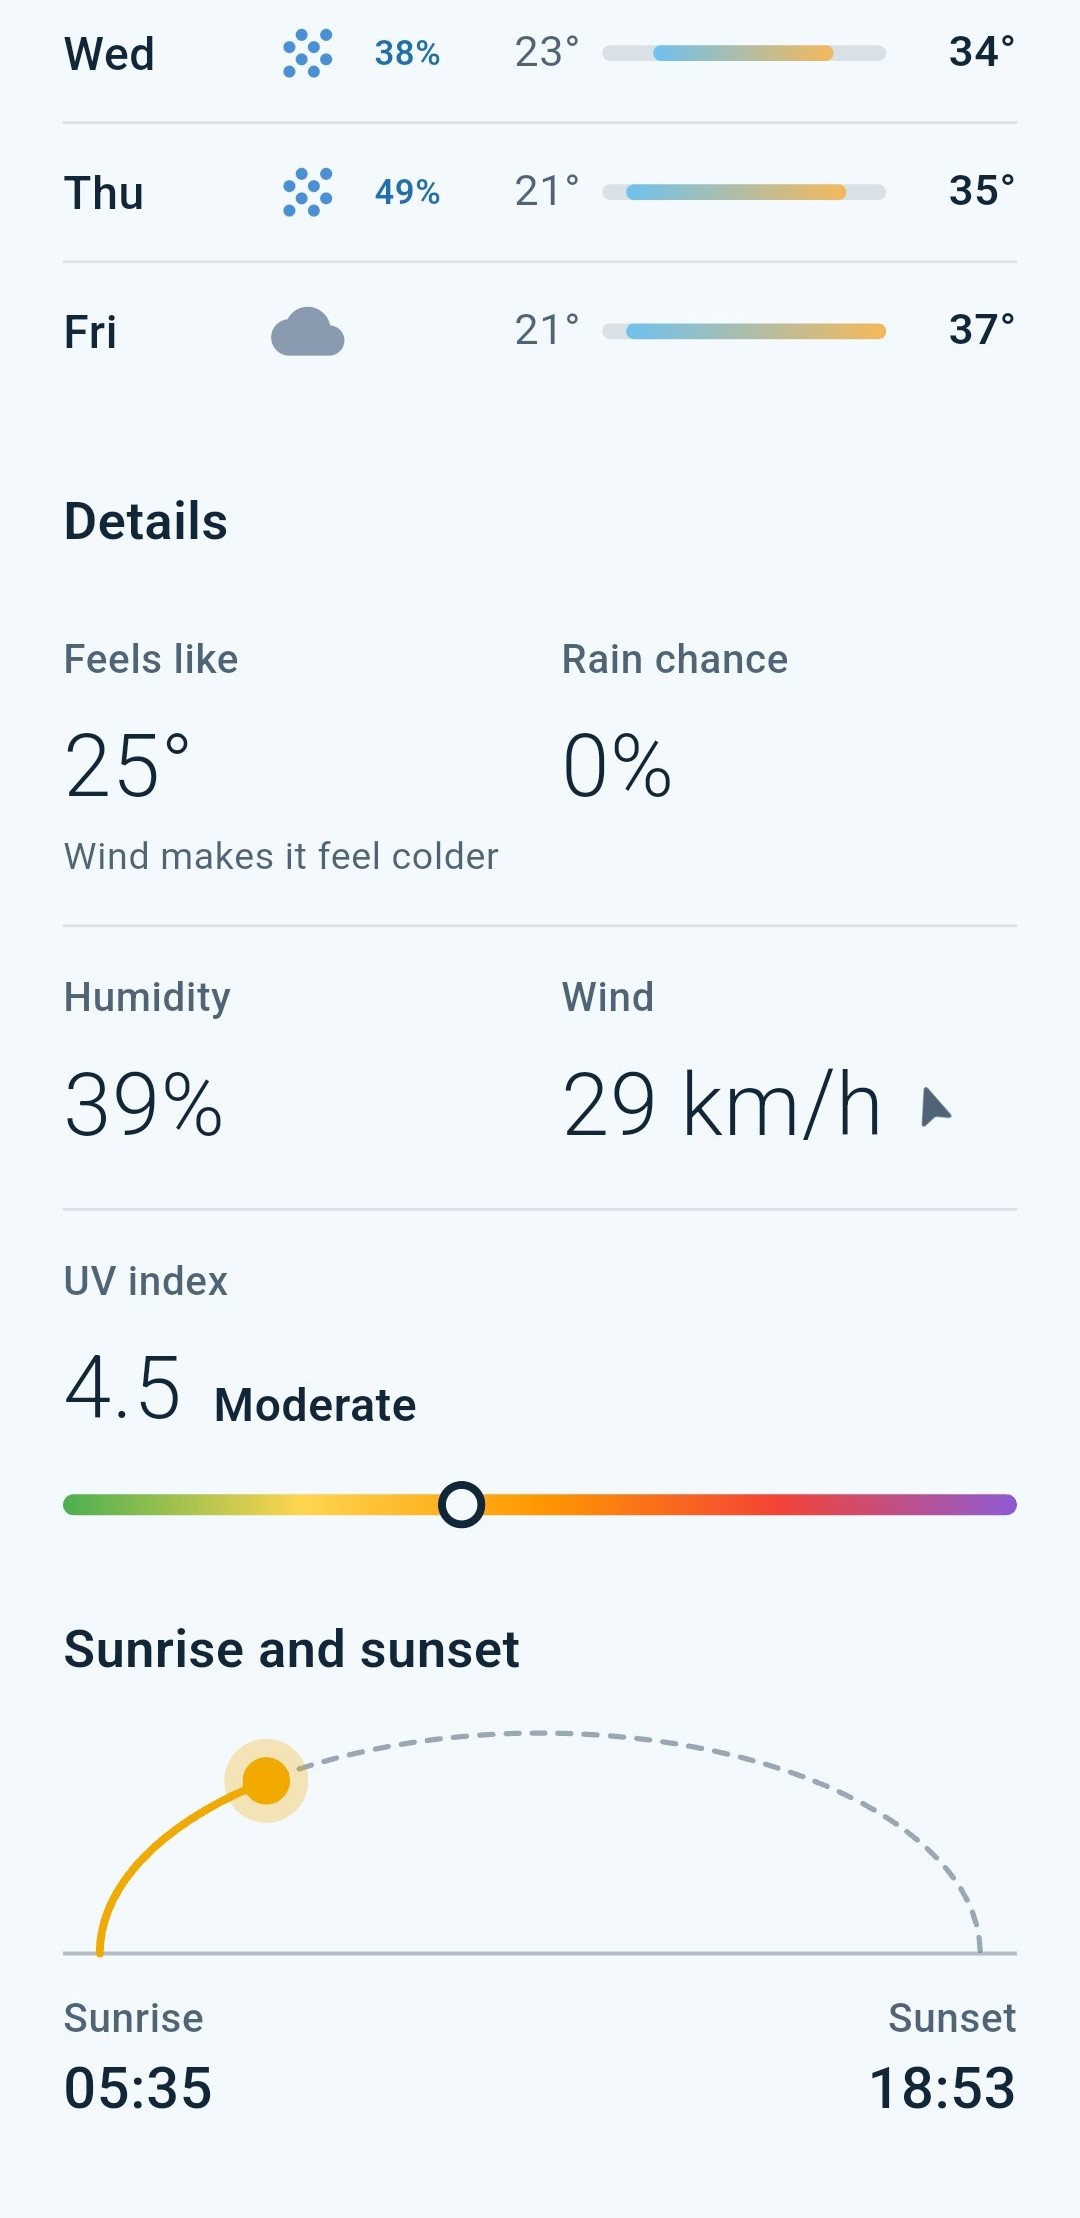 Wed 38% 23° 34°
Thu 49% 21° 35°
Fri 21° 37°
Details
Feels like Rain chance
25° 0%
Wind makes it feel colder
Humidity Wind
39% 29 km/h
UV index
4.5 Moderate
Sunrise and sunset
Sunrise Sunset
05:35 18:53